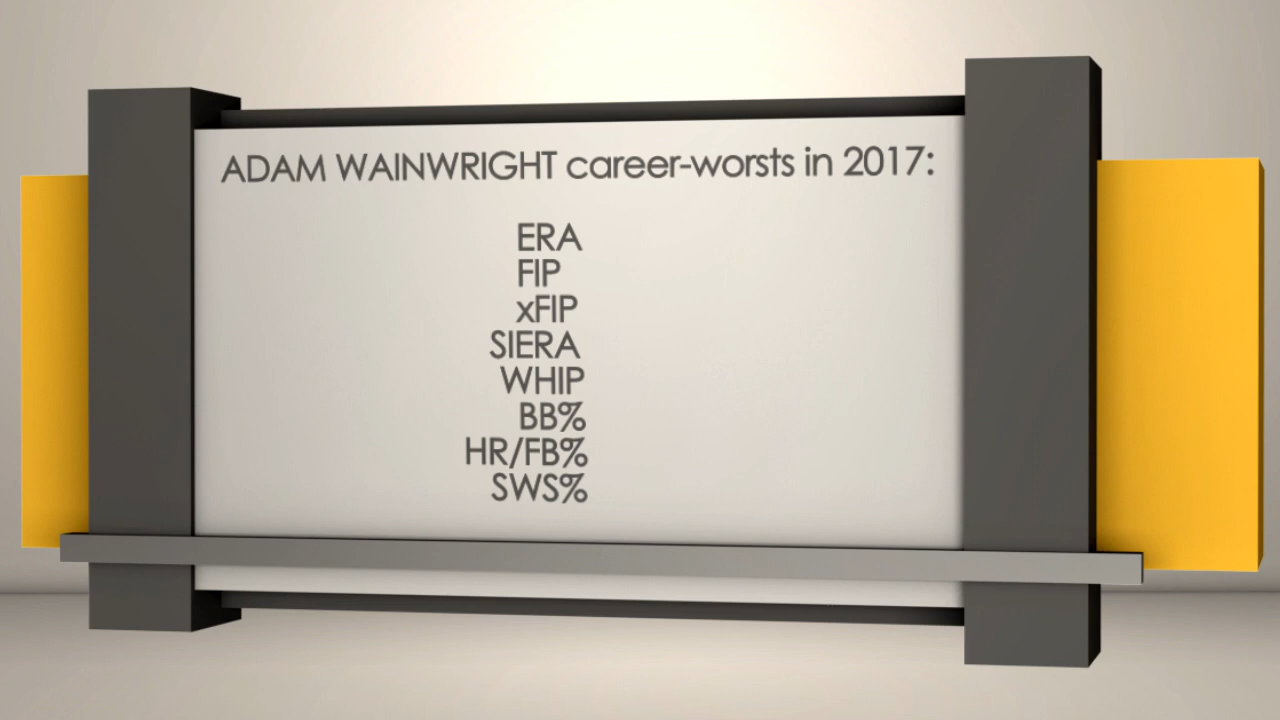 ADAM WAINWRIGHT career-worsts in 2017:
ERA
FIP
xFIP
SIERA
WHIP
BB%
HR/FB%
SWS%